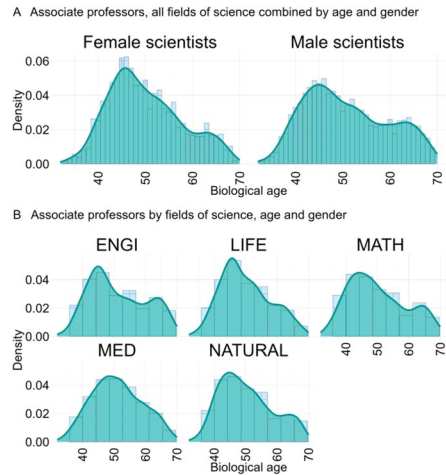 A Associate professors, all fields of science combined by age and gender
Female scientists Male scientists
0.06
0.04
0.02
0.00
Density
40 50 60 70 40 50 60 70
Biological age
B Associate professors by fields of science, age and gender
ENGI LIFE MATH
0.04
0.02
0.00
40 50 60 70
Density
MED NATURAL
0.04
0.02
0.00
40 50 60 70 40 50 60 70
Biological age